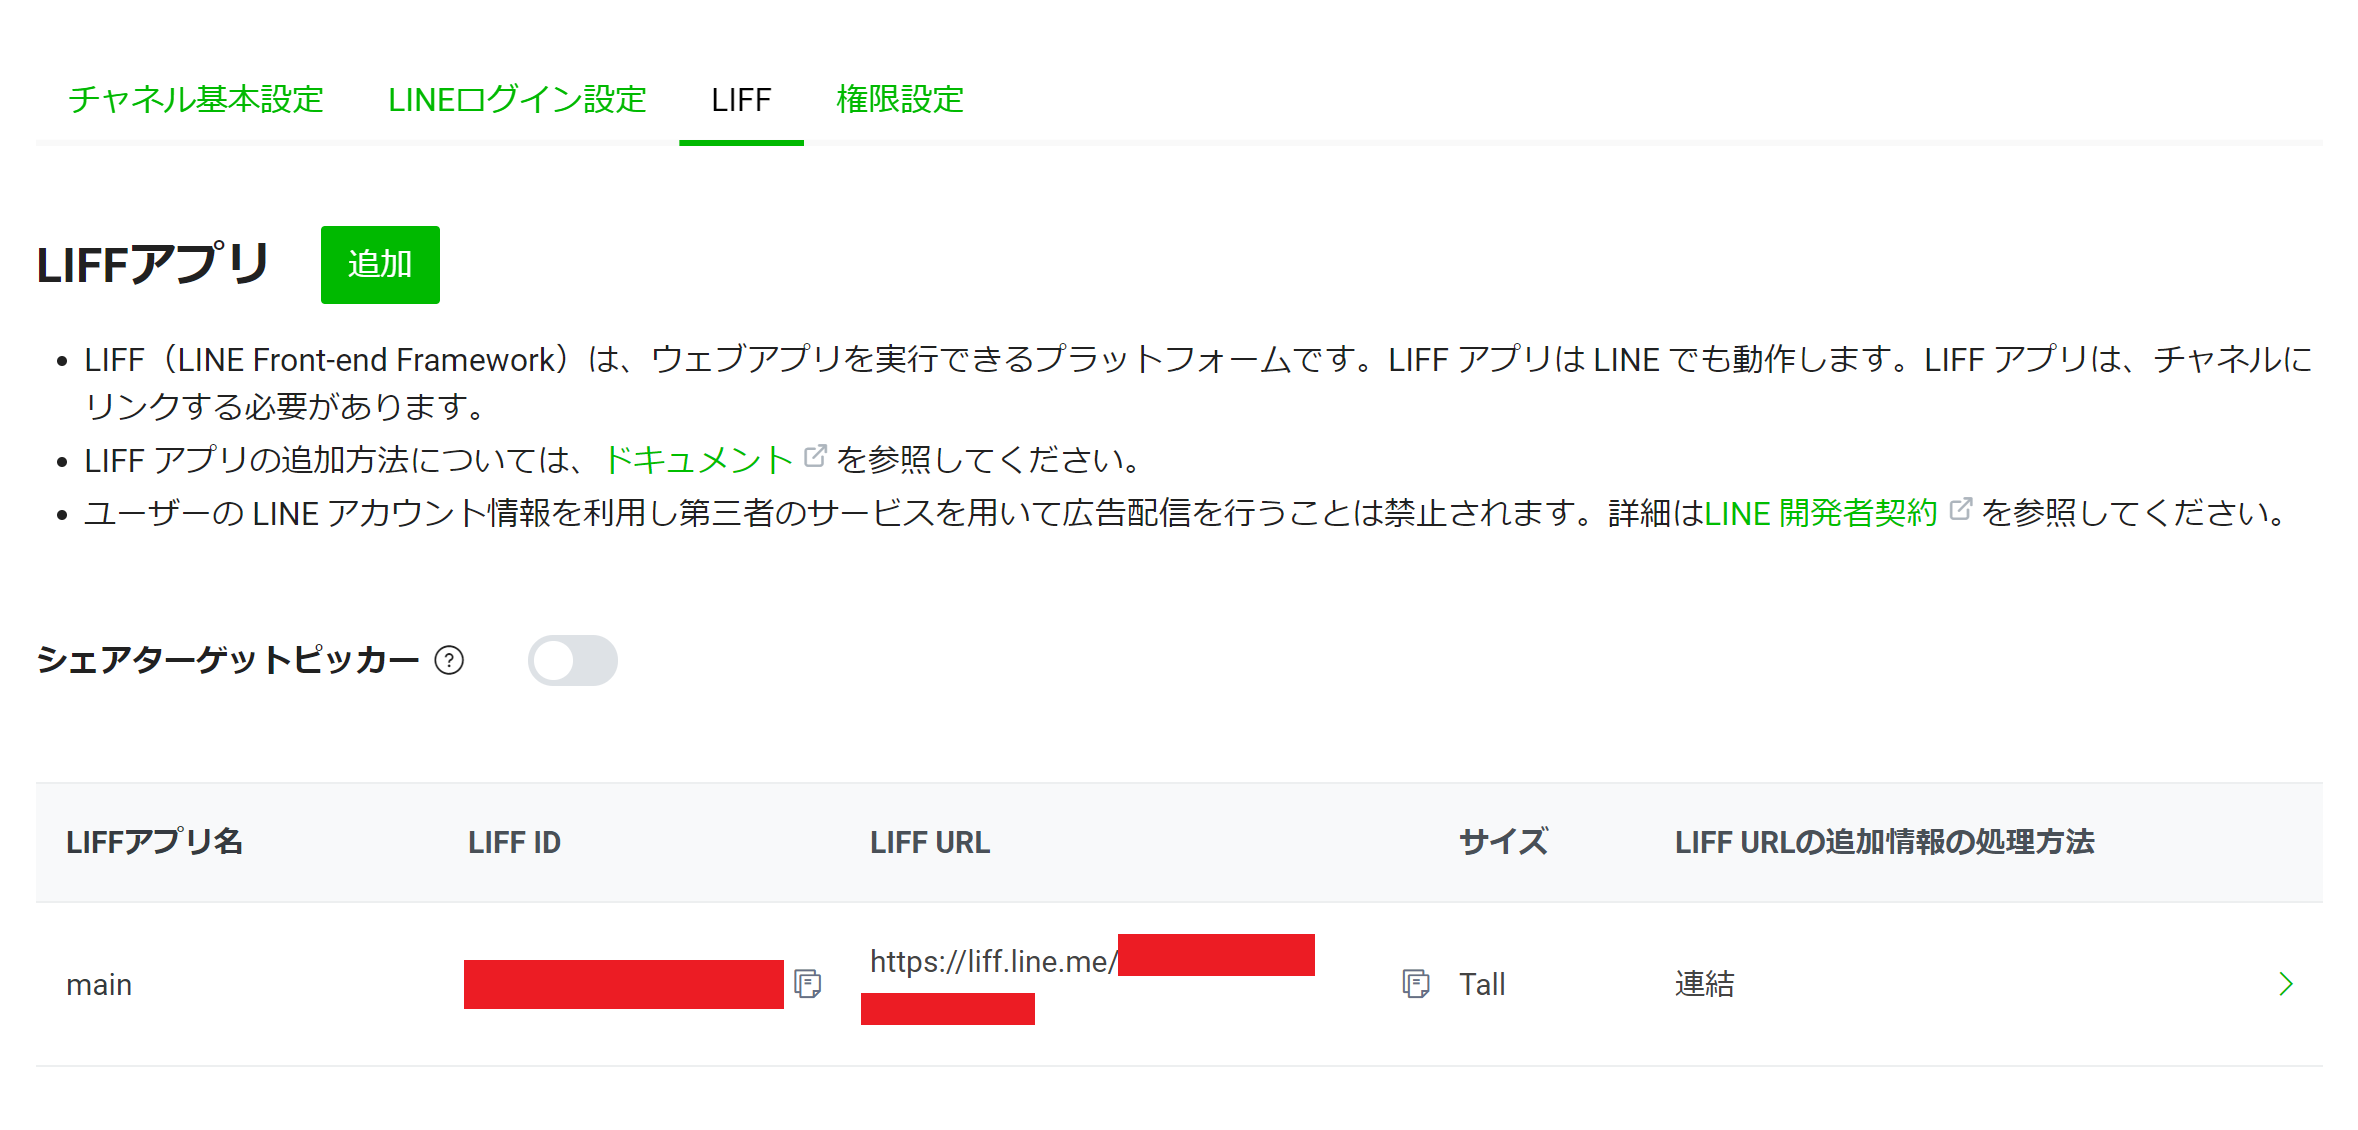 チャネル基本設定 LINEログイン設定 LIFF 権限設定
LIFFアプリ 追加
LIFF（LINE Front-end Framework）は、ウェブアプリを実行できるプラットフォームです。LIFF アプリは LINE でも動作します。LIFF アプリは、チャネルに
リンクする必要があります。
LIFF アプリの追加方法については、ドキュメント を参照してください。
ユーザーの LINE アカウント情報を利用し第三者のサービスを用いて広告配信を行うことは禁止されます。詳細はLINE 開発者契約 を参照してください。
シェアターゲットピッカー ?
LIFFアプリ名 LIFF ID LIFF URL サイズ LIFF URLの追加情報の処理方法
main https://liff.line.me/ Tall 連結